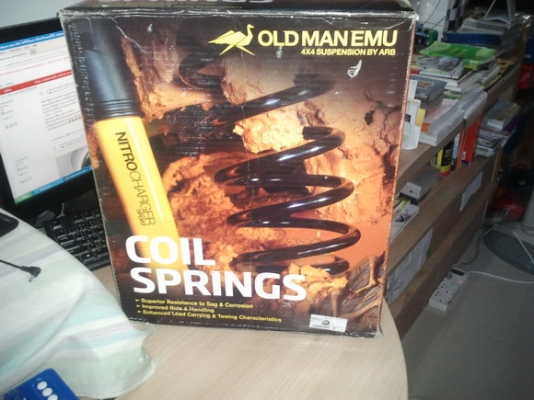 OLD MAN EMU
4X4 SUSPENSION BY ARB
NITROCHARGER
SPORT
COIL
SPRINGS
➢ Superior Resistance to Sag & Corrosion
➢ Improved Ride & Handling
➢ Enhanced Load Carrying & Towing Characteristics